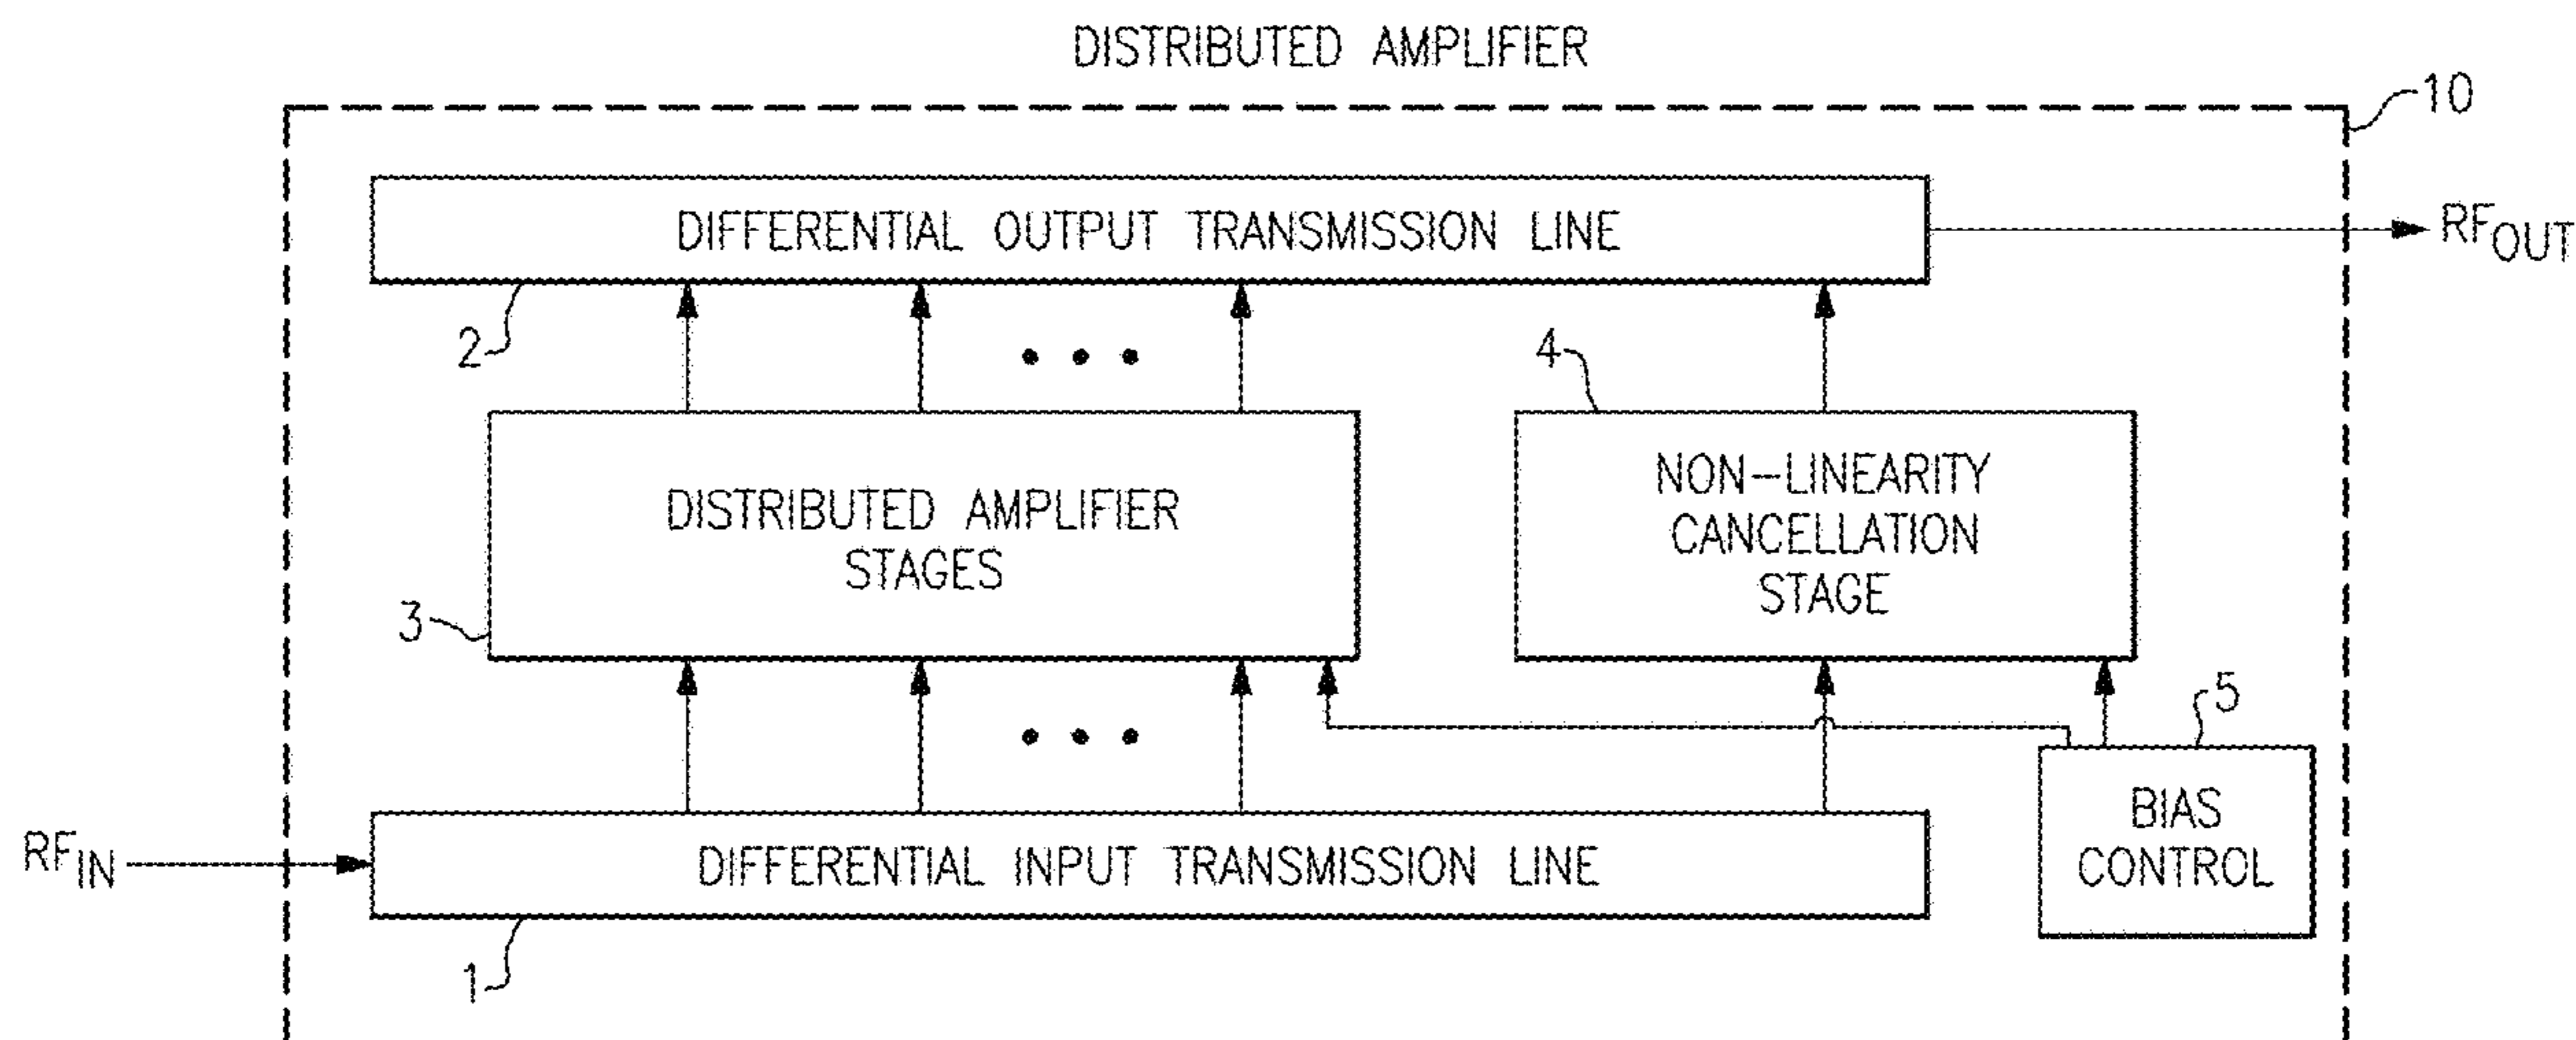 DISTRIBUTED AMPLIFIER
10
DIFFERENTIAL OUTPUT TRANSMISSION LINE
RFOUT
2
4
DISTRIBUTED AMPLIFIER
STAGES
NON-LINEARITY
CANCELLATION
STAGE
3
5
BIAS
CONTROL
RFIN
DIFFERENTIAL INPUT TRANSMISSION LINE
1